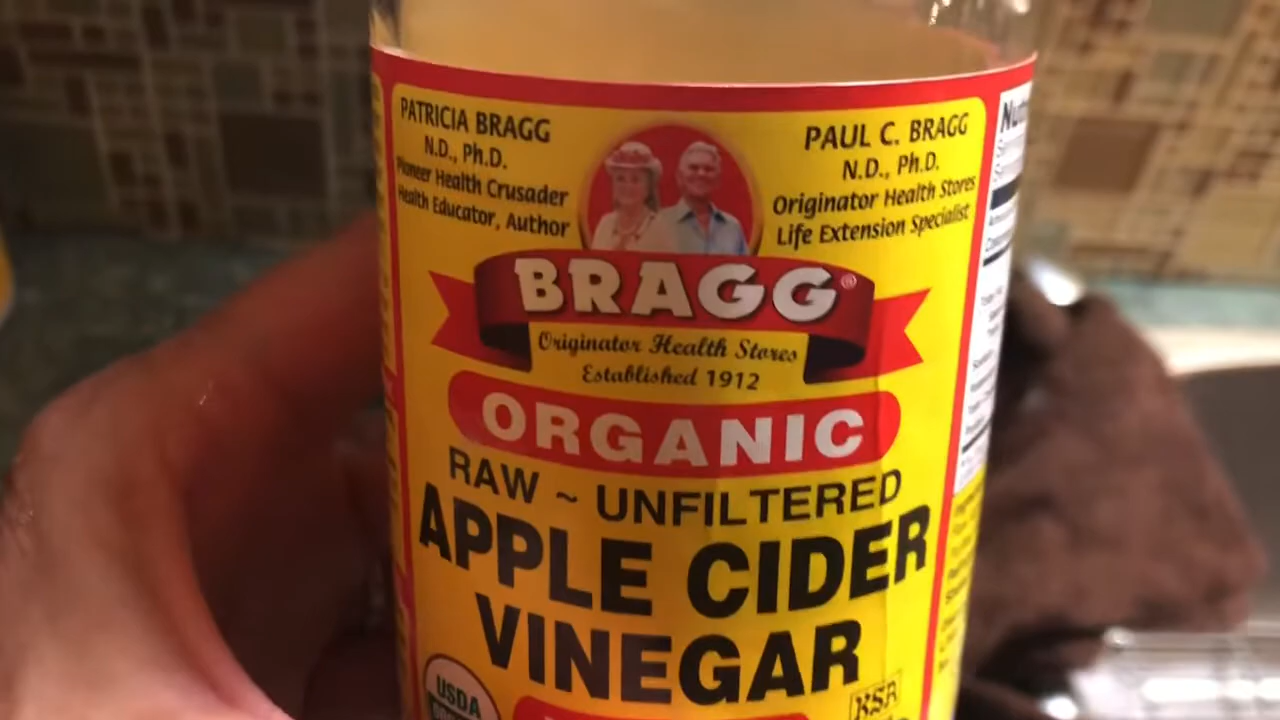 PATRICIA BRAGG
N.D., Ph.D.
Pioneer Health Crusader
Health Educator, Author
PAUL C. BRAGG
N.D., Ph.D.
Originator Health Stores
Life Extension Specialist
BRAGG®
Originator Health Stores
Established 1912
ORGANIC
RAW ~ UNFILTERED
APPLE CIDER
VINEGAR
USDA
KSA